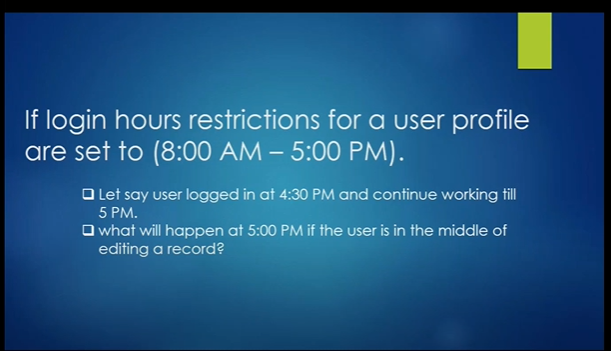 If login hours restrictions for a user profile
are set to (8:00 AM – 5:00 PM).
❑ Let say user logged in at 4:30 PM and continue working till
5 PM.
❑ what will happen at 5:00 PM if the user is in the middle of
editing a record?